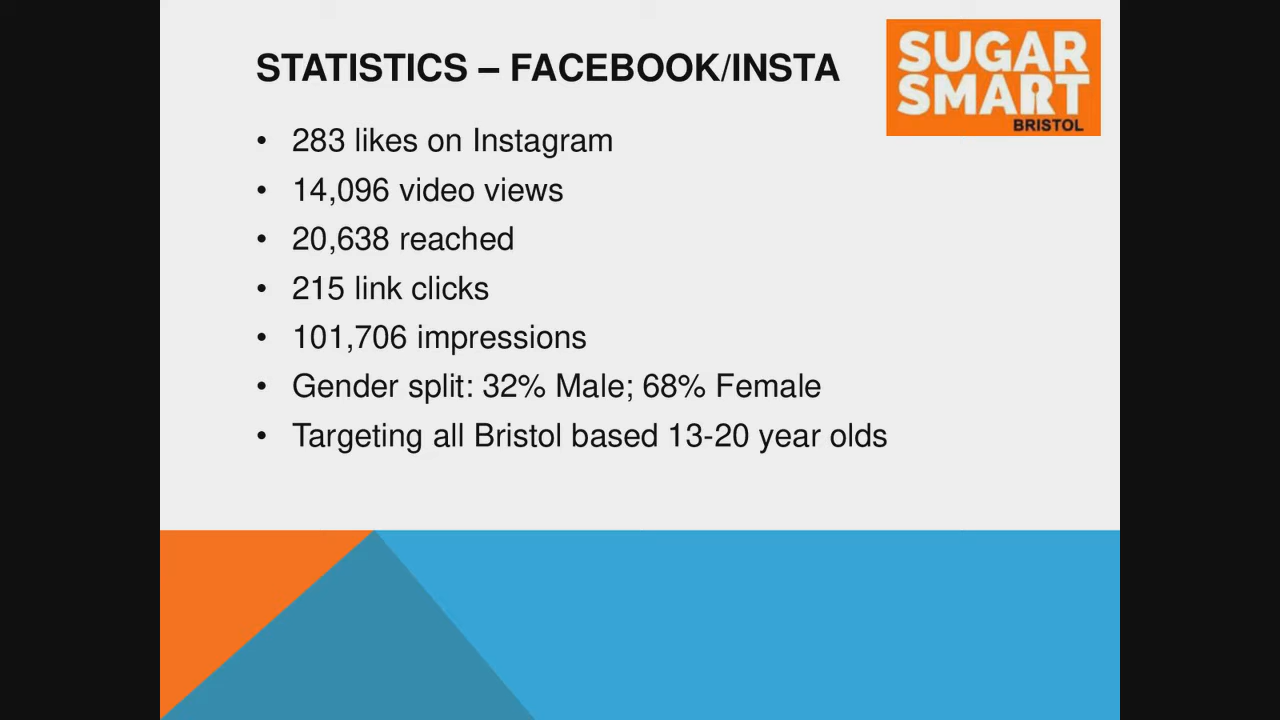 STATISTICS – FACEBOOK/INSTA
SUGAR
SMART
BRISTOL
• 283 likes on Instagram
• 14,096 video views
• 20,638 reached
• 215 link clicks
• 101,706 impressions
• Gender split: 32% Male; 68% Female
• Targeting all Bristol based 13-20 year olds